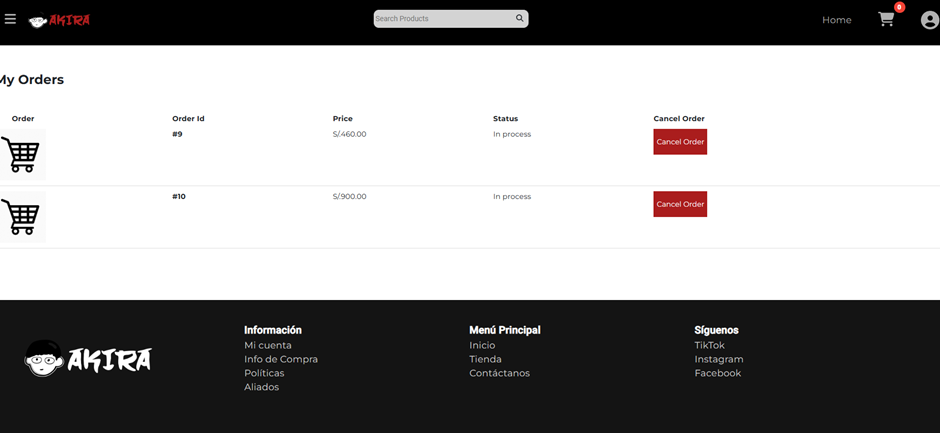 AKIRA
Search Products
Home
0
My Orders
Order Order Id Price Status Cancel Order
#9 S/.460.00 In process Cancel Order
#10 S/.900.00 In process Cancel Order
AKIRA
Información
Mi cuenta
Info de Compra
Políticas
Aliados
Menú Principal
Inicio
Tienda
Contáctanos
Síguenos
TikTok
Instagram
Facebook